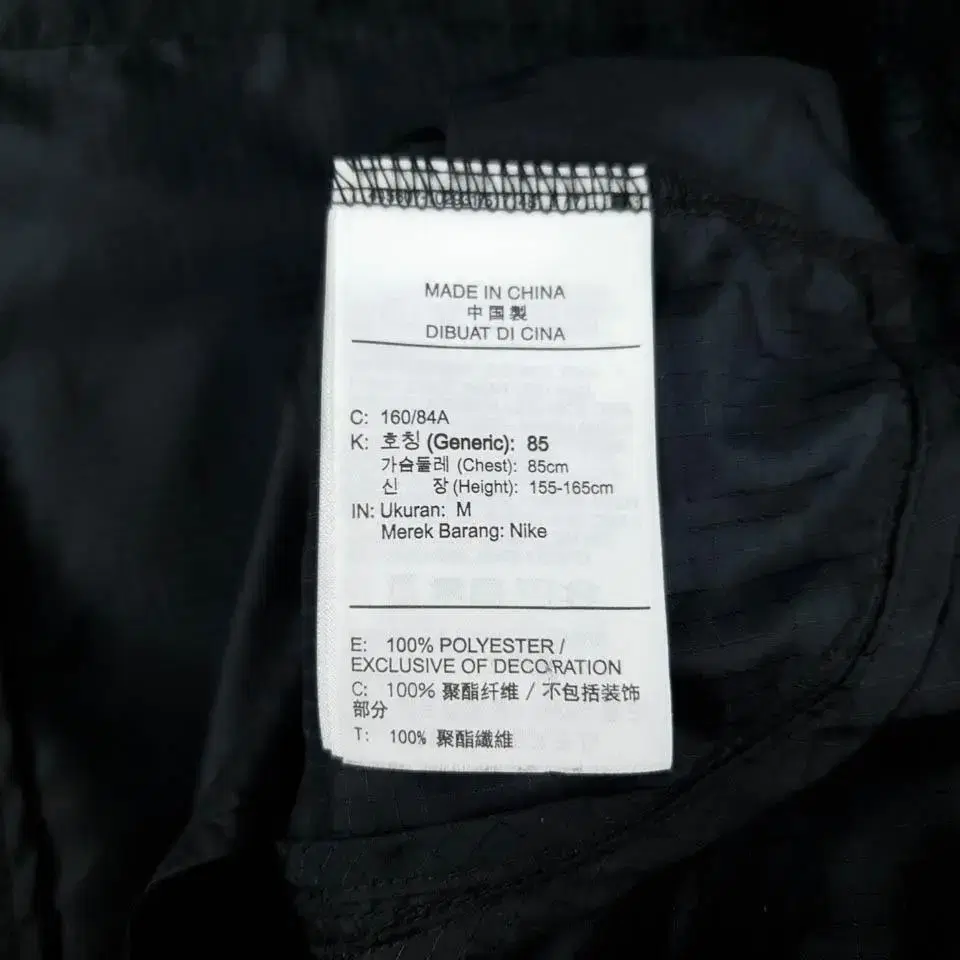 MADE IN CHINA
中国製
DIBUAT DI CINA
C: 160/84A
K: 호칭 (Generic): 85
가슴둘레 (Chest): 85cm
신 장 (Height): 155-165cm
IN: Ukuran: M
Merek Barang: Nike
E: 100% POLYESTER /
EXCLUSIVE OF DECORATION
C: 100% 聚酯纤维 / 不包括装饰
部分
T: 100% 聚酯纖維